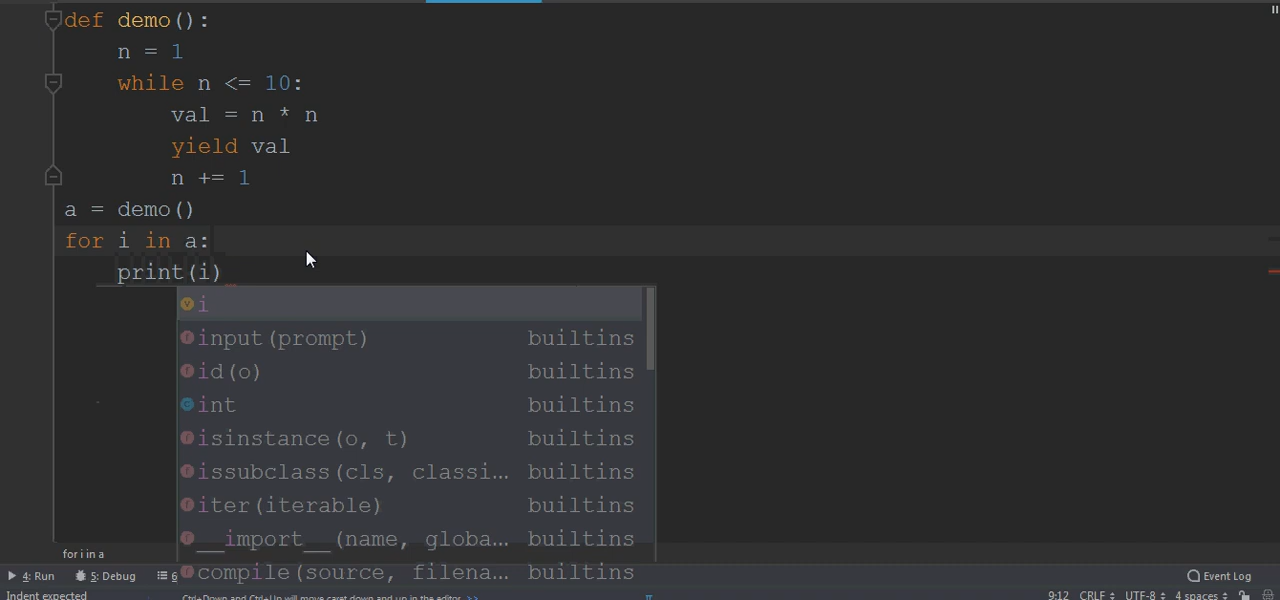 def demo():
n = 1
while n <= 10:
val = n * n
yield val
n += 1
a = demo()
for i in a:
print(i)
i
input(prompt) builtins
id(o) builtins
int builtins
isinstance(o, t) builtins
issubclass(cls, classi... builtins
iter(iterable) builtins
__import__(name, globa... builtins
compile(source, filena... builtins
for i in a
4: Run 5: Debug 6 Event Log
Indent expected Ctrl+Down and Ctrl+Up will move caret down and up in the editor >> π 9:12 CRLF UTF-8 4 spaces